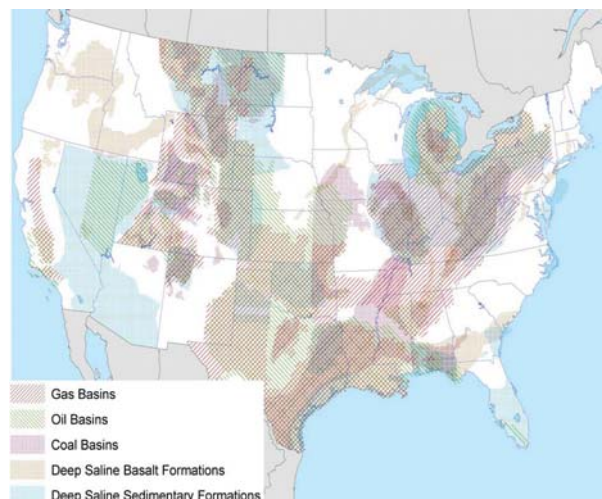 Gas Basins
Oil Basins
Coal Basins
Deep Saline Basalt Formations
Deep Saline Sedimentary Formations